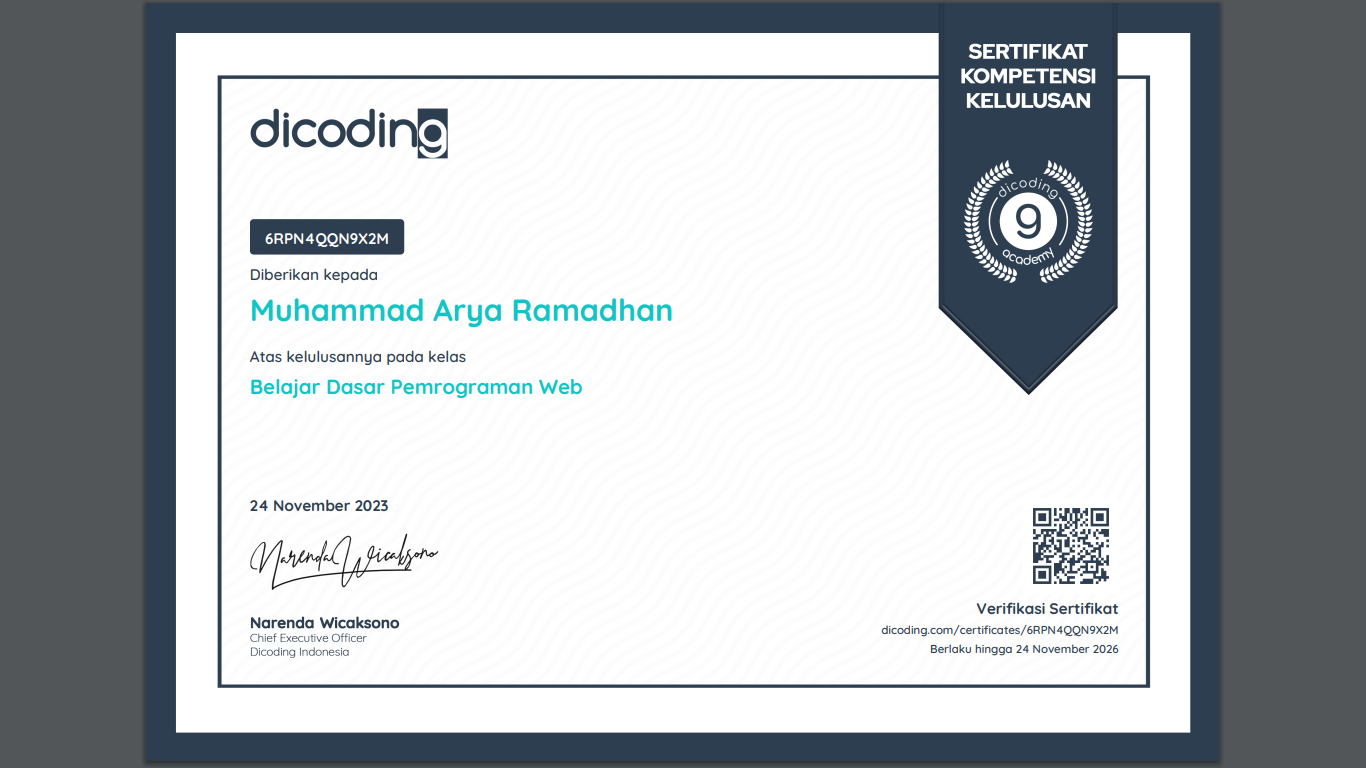 SERTIFIKAT
KOMPETENSI
KELULUSAN
dicoding
dicoding
g
academy
6RPN4QQN9X2M
Diberikan kepada
Muhammad Arya Ramadhan
Atas kelulusannya pada kelas
Belajar Dasar Pemrograman Web
24 November 2023
Narenda Wicaksono
Narenda Wicaksono
Chief Executive Officer
Dicoding Indonesia
Verifikasi Sertifikat
dicoding.com/certificates/6RPN4QQN9X2M
Berlaku hingga 24 November 2026